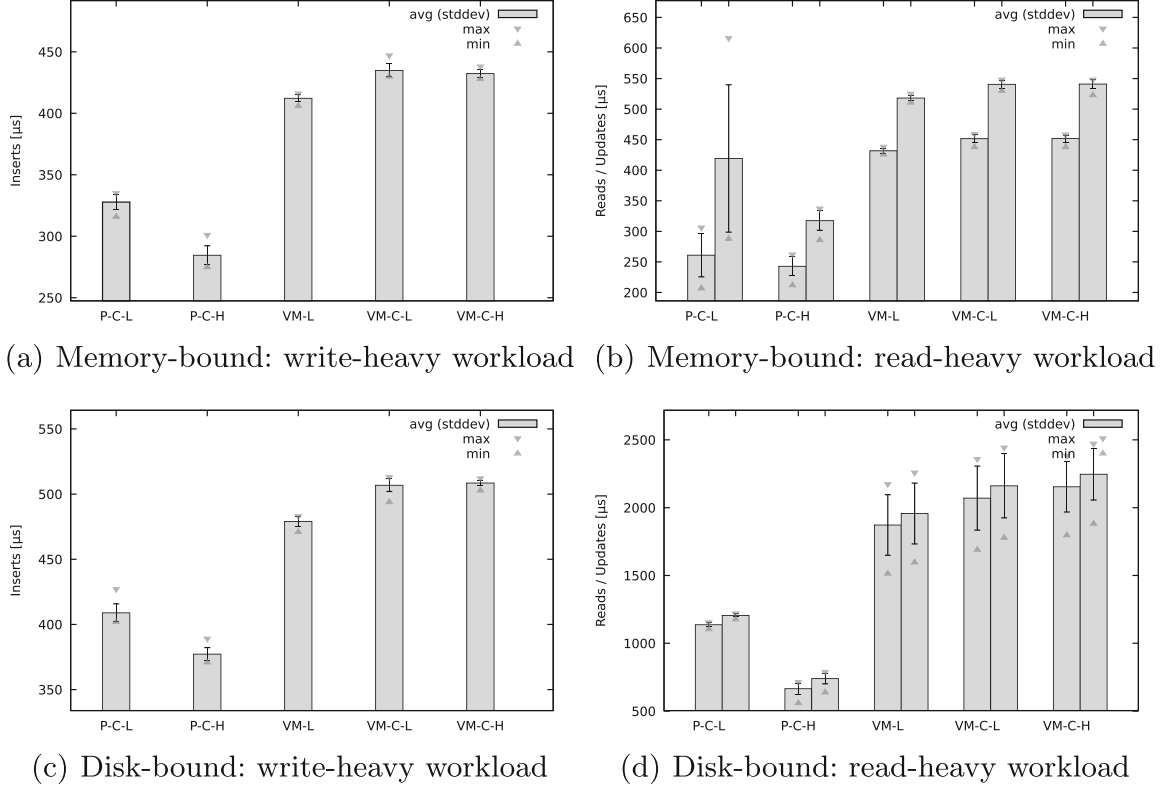 avg (stddev)
max
min
450
400
350
300
250
Inserts [µs]
P-C-L P-C-H VM-L VM-C-L VM-C-H
(a) Memory-bound: write-heavy workload
avg (stddev)
max
min
650
600
550
500
450
400
350
300
250
200
Reads / Updates [µs]
P-C-L P-C-H VM-L VM-C-L VM-C-H
(b) Memory-bound: read-heavy workload
avg (stddev)
max
min
550
500
450
400
350
Inserts [µs]
P-C-L P-C-H VM-L VM-C-L VM-C-H
(c) Disk-bound: write-heavy workload
avg (stddev)
max
min
2500
2000
1500
1000
500
Reads / Updates [µs]
P-C-L P-C-H VM-L VM-C-L VM-C-H
(d) Disk-bound: read-heavy workload